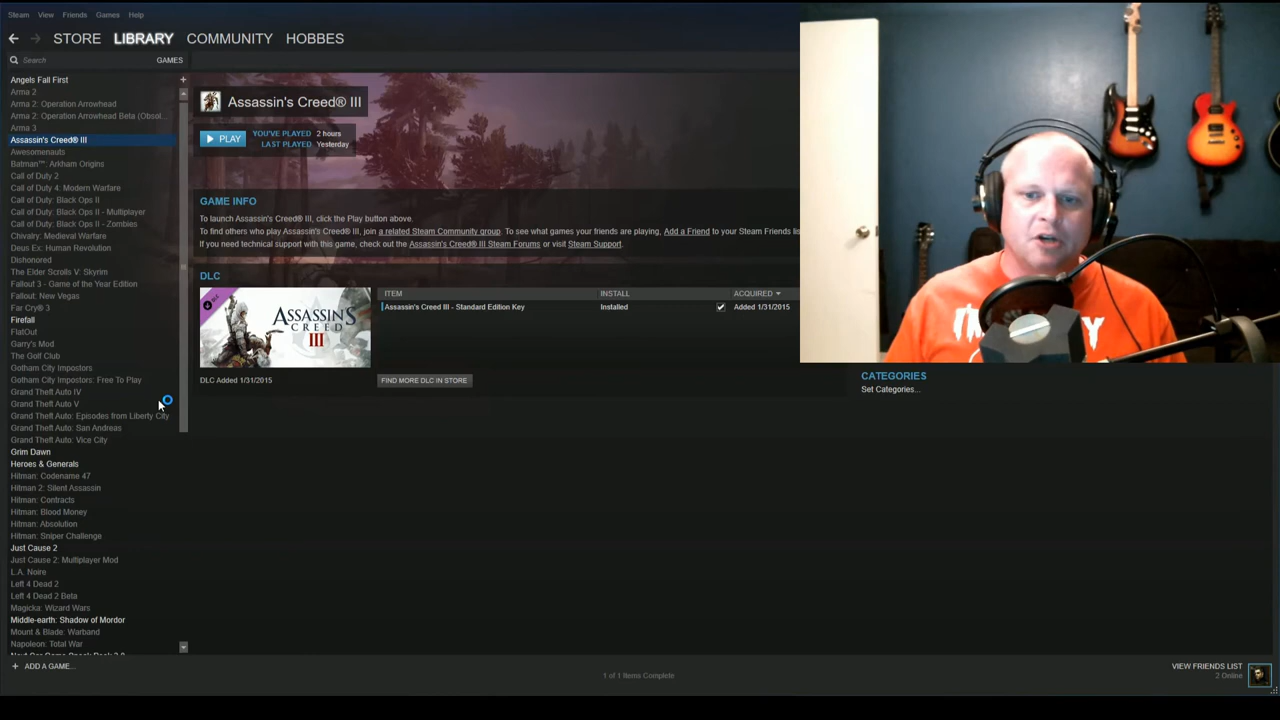 Steam View Friends Games Help
STORE LIBRARY COMMUNITY HOBBES
Search GAMES
Angels Fall First
Arma 2
Arma 2: Operation Arrowhead
Arma 2: Operation Arrowhead Beta (Obsol...
Arma 3
Assassin's Creed® III
Awesomenauts
Batman™: Arkham Origins
Call of Duty 2
Call of Duty 4: Modern Warfare
Call of Duty: Black Ops II
Call of Duty: Black Ops II - Multiplayer
Call of Duty: Black Ops II - Zombies
Chivalry: Medieval Warfare
Deus Ex: Human Revolution
Dishonored
The Elder Scrolls V: Skyrim
Fallout 3 - Game of the Year Edition
Fallout: New Vegas
Far Cry® 3
Firefall
FlatOut
Garry's Mod
The Golf Club
Gotham City Impostors
Gotham City Impostors: Free To Play
Grand Theft Auto IV
Grand Theft Auto V
Grand Theft Auto: Episodes from Liberty City
Grand Theft Auto: San Andreas
Grand Theft Auto: Vice City
Grim Dawn
Heroes & Generals
Hitman: Codename 47
Hitman 2: Silent Assassin
Hitman: Contracts
Hitman: Blood Money
Hitman: Absolution
Hitman: Sniper Challenge
Just Cause 2
Just Cause 2: Multiplayer Mod
L.A. Noire
Left 4 Dead 2
Left 4 Dead 2 Beta
Magicka: Wizard Wars
Middle-earth: Shadow of Mordor
Mount & Blade: Warband
Napoleon: Total War
+ ADD A GAME...
Assassin's Creed® III
PLAY
YOU'VE PLAYED 2 hours
LAST PLAYED Yesterday
GAME INFO
To launch Assassin's Creed® III, click the Play button above.
To find others who play Assassin's Creed® III, join a related Steam Community group. To see what games your friends are playing, Add a Friend to your Steam Friends lis
If you need technical support with this game, check out the Assassin's Creed® III Steam Forums or visit Steam Support.
DLC
ITEM INSTALL ACQUIRED
Assassin's Creed III - Standard Edition Key Installed Added 1/31/2015
ASSASSIN'S
CREED
III
DLC Added 1/31/2015 FIND MORE DLC IN STORE
CATEGORIES
Set Categories...
1 of 1 Items Complete
VIEW FRIENDS LIST
2 Online